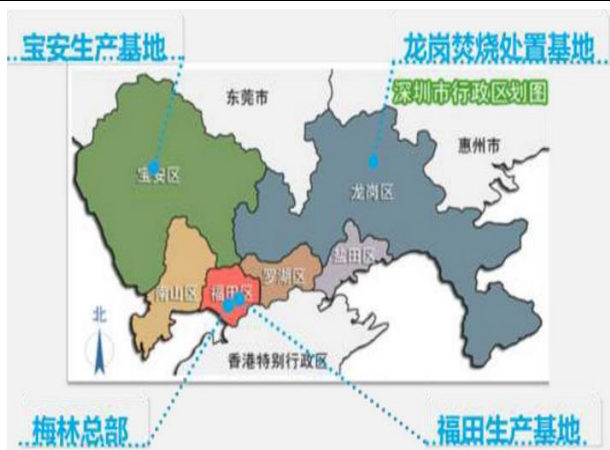 宝安生产基地
龙岗焚烧处置基地
深圳市行政区划图
东莞市
惠州市
宝安区
龙岗区
盐田区
罗湖区
南山区
福田区
北
香港特别行政区
梅林总部
福田生产基地